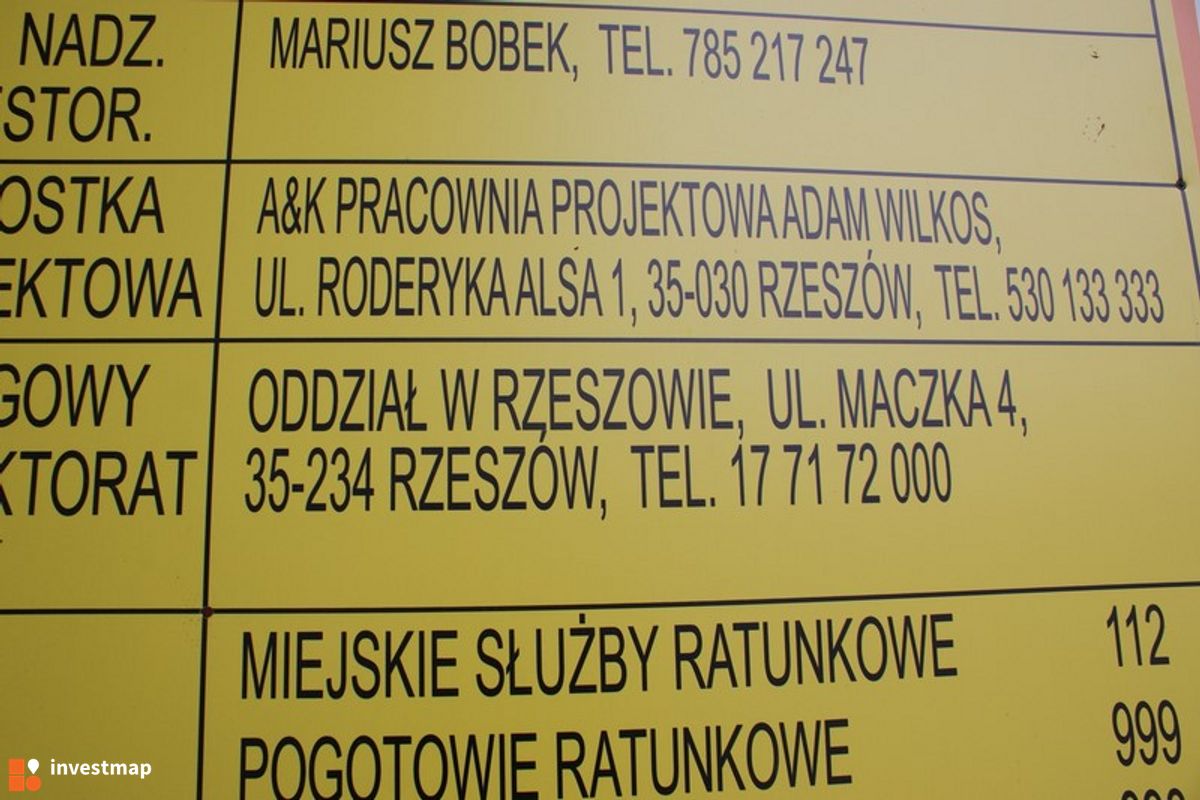 NADZ.
MARIUSZ BOBEK, TEL. 785 217 247
STOR.
OSTKA
A&K PRACOWNIA PROJEKTOWA ADAM WILKOS,
EKTOWA
UL. RODERYKA ALSA 1, 35-030 RZESZÓW, TEL. 530 133 333
GOWY
ODDZIAŁ W RZESZOWIE, UL. MACZKA 4,
KTORAT
35-234 RZESZÓW, TEL. 17 71 72 000
MIEJSKIE SŁUŻBY RATUNKOWE 112
POGOTOWIE RATUNKOWE 999
investmap